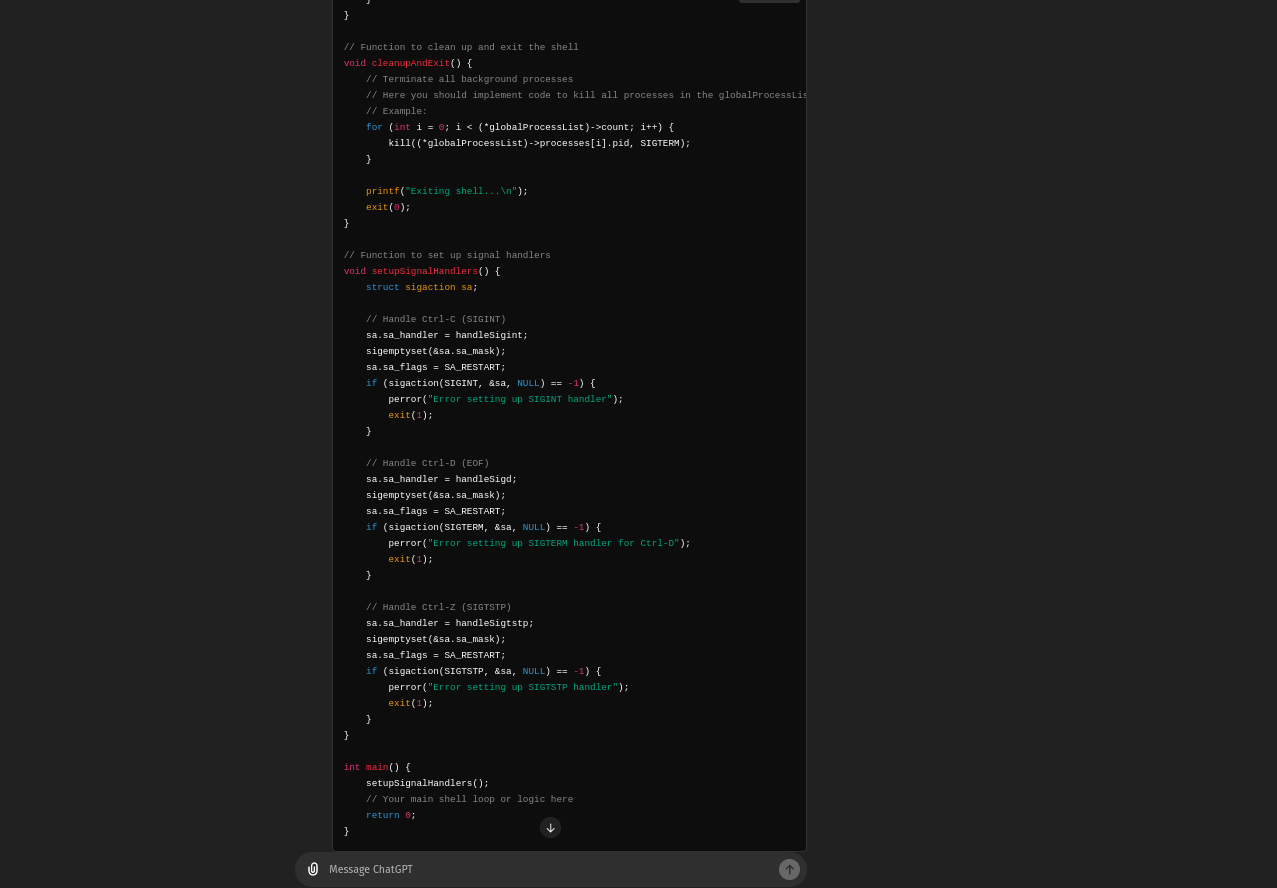 }
}
// Function to clean up and exit the shell
void cleanupAndExit() {
    // Terminate all background processes
    // Here you should implement code to kill all processes in the globalProcessLis
    // Example:
    for (int i = 0; i < (*globalProcessList)->count; i++) {
        kill((*globalProcessList)->processes[i].pid, SIGTERM);
    }
    printf("Exiting shell...\n");
    exit(0);
}
// Function to set up signal handlers
void setupSignalHandlers() {
    struct sigaction sa;
    // Handle Ctrl-C (SIGINT)
    sa.sa_handler = handleSigint;
    sigemptyset(&sa.sa_mask);
    sa.sa_flags = SA_RESTART;
    if (sigaction(SIGINT, &sa, NULL) == -1) {
        perror("Error setting up SIGINT handler");
        exit(1);
    }
    // Handle Ctrl-D (EOF)
    sa.sa_handler = handleSigd;
    sigemptyset(&sa.sa_mask);
    sa.sa_flags = SA_RESTART;
    if (sigaction(SIGTERM, &sa, NULL) == -1) {
        perror("Error setting up SIGTERM handler for Ctrl-D");
        exit(1);
    }
    // Handle Ctrl-Z (SIGTSTP)
    sa.sa_handler = handleSigtstp;
    sigemptyset(&sa.sa_mask);
    sa.sa_flags = SA_RESTART;
    if (sigaction(SIGTSTP, &sa, NULL) == -1) {
        perror("Error setting up SIGTSTP handler");
        exit(1);
    }
}
int main() {
    setupSignalHandlers();
    // Your main shell loop or logic here
    return 0;
}
Message ChatGPT